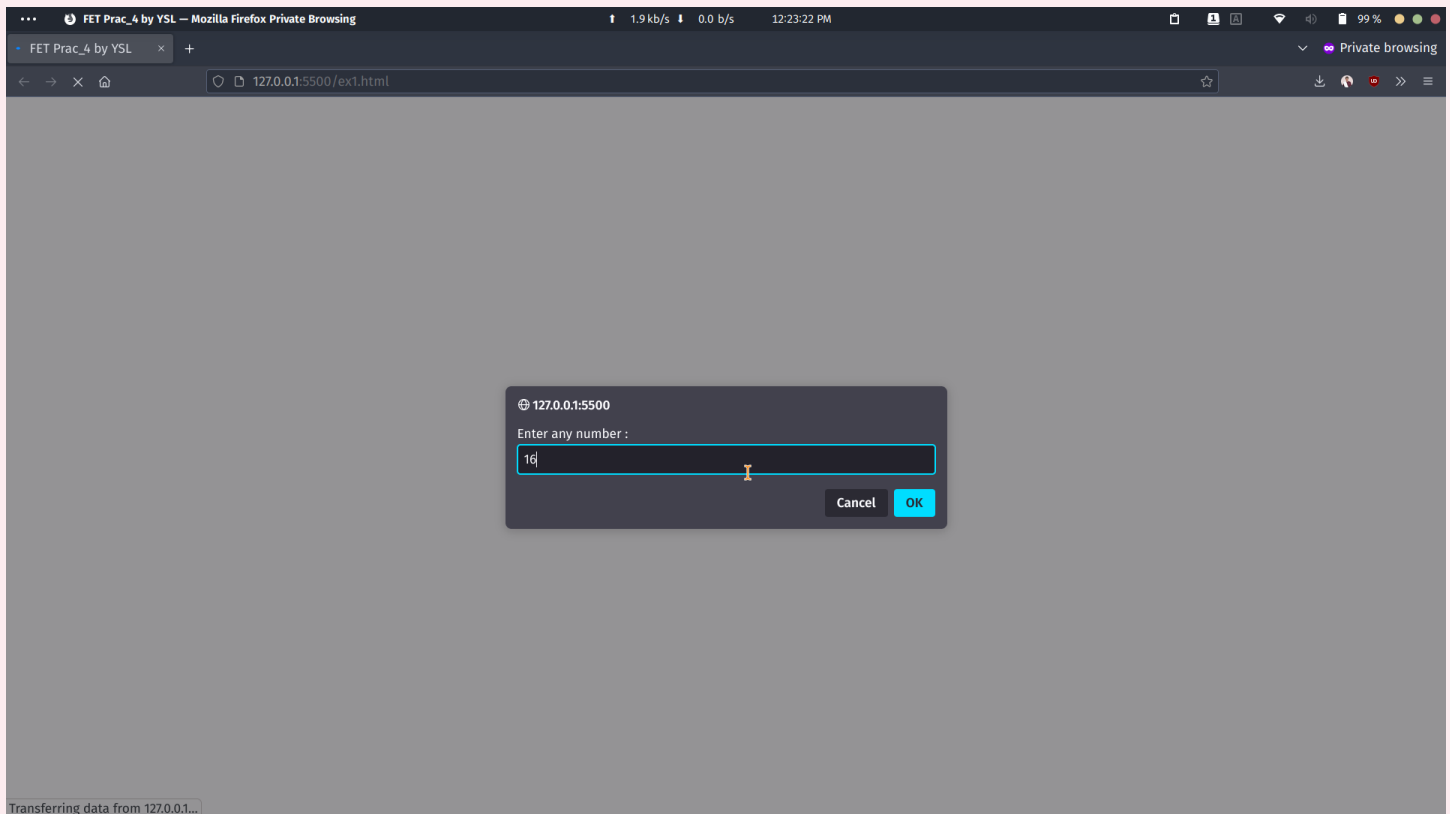 FET Prac_4 by YSL — Mozilla Firefox Private Browsing 1.9 kb/s 0.0 b/s 12:23:22 PM 1 A 99 %
FET Prac_4 by YSL Private browsing
127.0.0.1:5500/ex1.html
127.0.0.1:5500
Enter any number :
16
Cancel OK
Transferring data from 127.0.0.1...